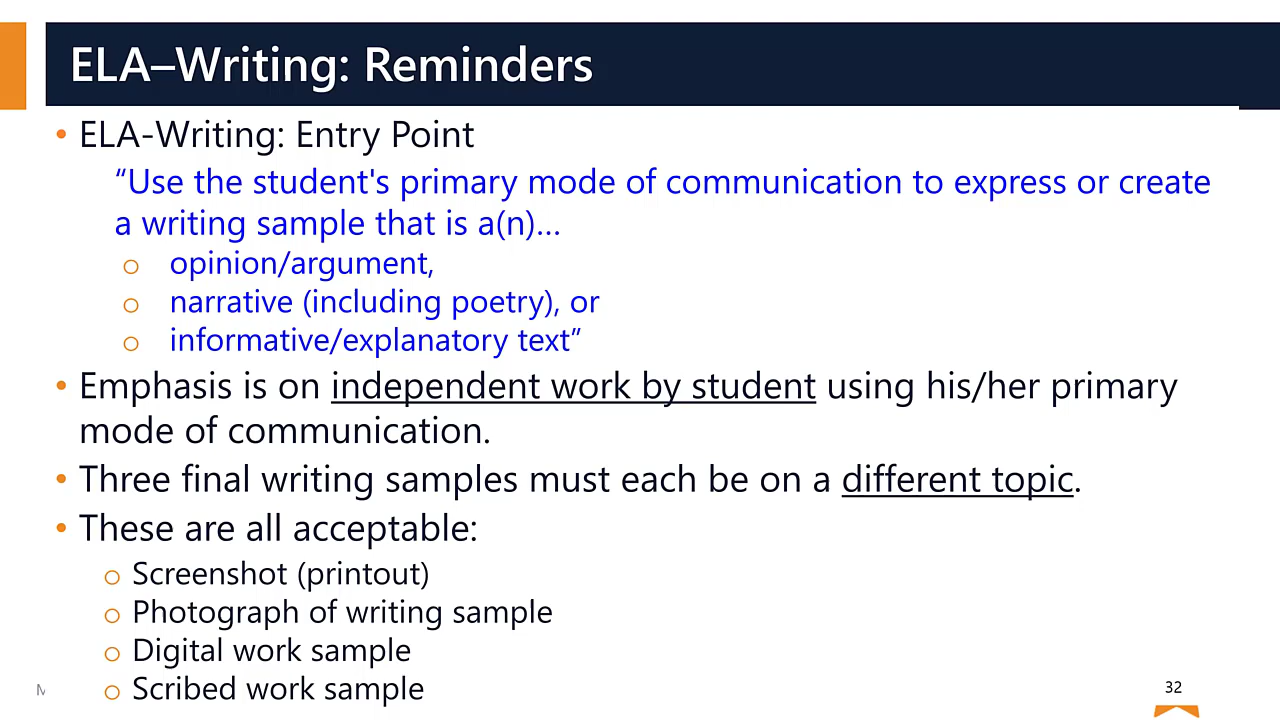 ELA–Writing: Reminders
• ELA-Writing: Entry Point
“Use the student's primary mode of communication to express or create
a writing sample that is a(n)…
o opinion/argument,
o narrative (including poetry), or
o informative/explanatory text”
• Emphasis is on independent work by student using his/her primary
mode of communication.
• Three final writing samples must each be on a different topic.
• These are all acceptable:
o Screenshot (printout)
o Photograph of writing sample
o Digital work sample
o Scribed work sample
32